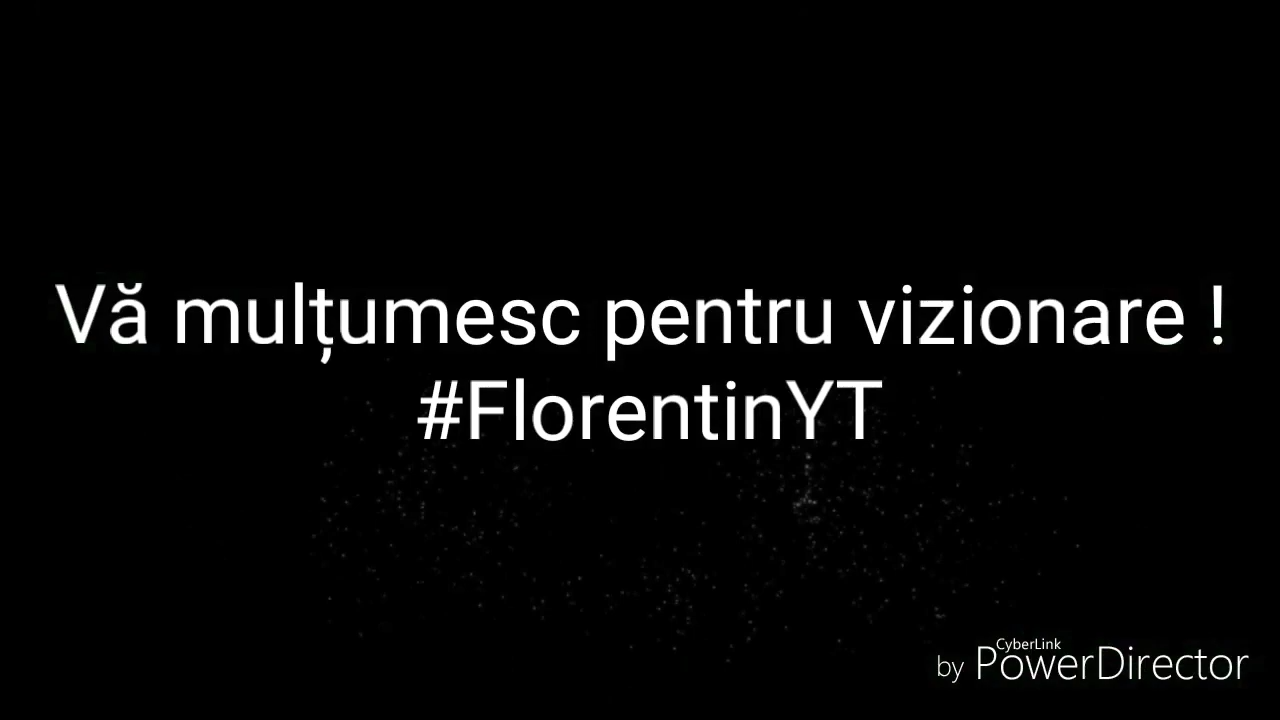 Vă mulțumesc pentru vizionare !
#FlorentinYT
CyberLink
by PowerDirector